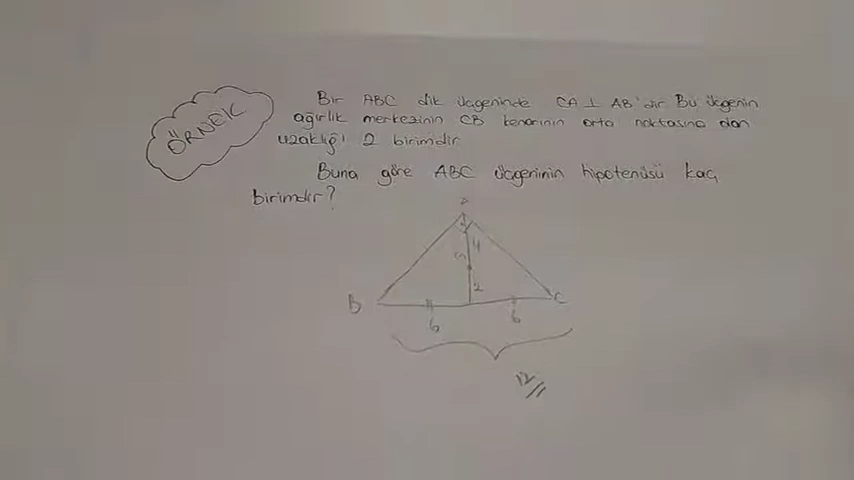 ÖRNEK
Bir ABC dik üçgeninde CA ⊥ AB'dir Bu üçgenin
ağırlık merkezinin CB kenarının orta noktasına olan
uzaklığı 2 birimdir
Buna göre ABC üçgeninin hipotenüsü kaç
birimdir?
A
4
G
2
B
C
6
6
12